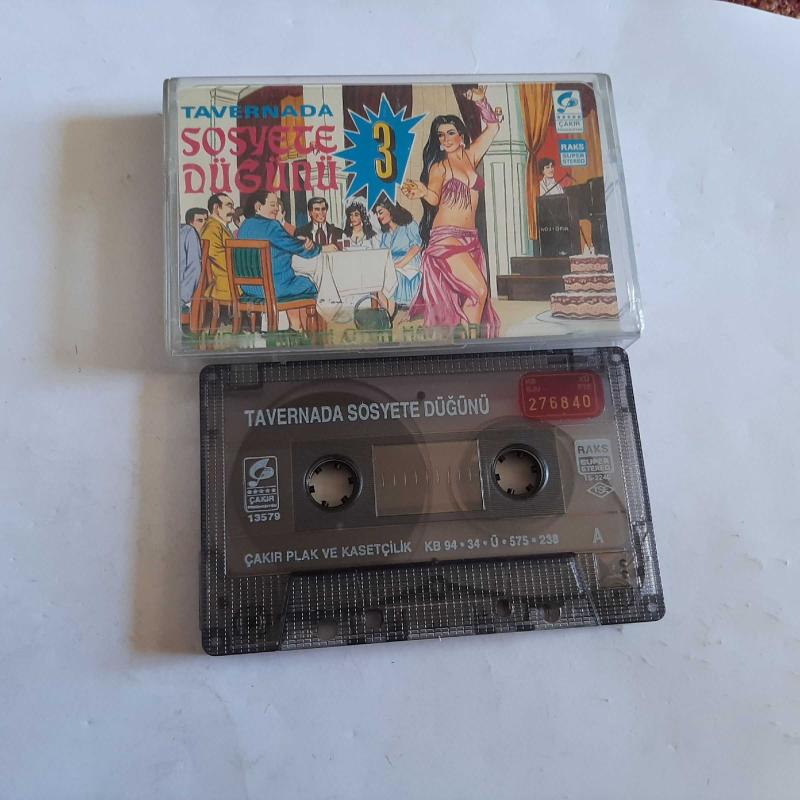 TAVERNADA
SOSYETE
DÜĞÜNÜ
3
ÇAKIR
RAKS
SUPER
STEREO
TAVERNADA SOSYETE DÜĞÜNÜ
276840
ÇAKIR
13579
RAKS
SUPER
STEREO
ÇAKIR PLAK VE KASETÇİLİK KB 94 • 34 • Ü • 575 • 238 A